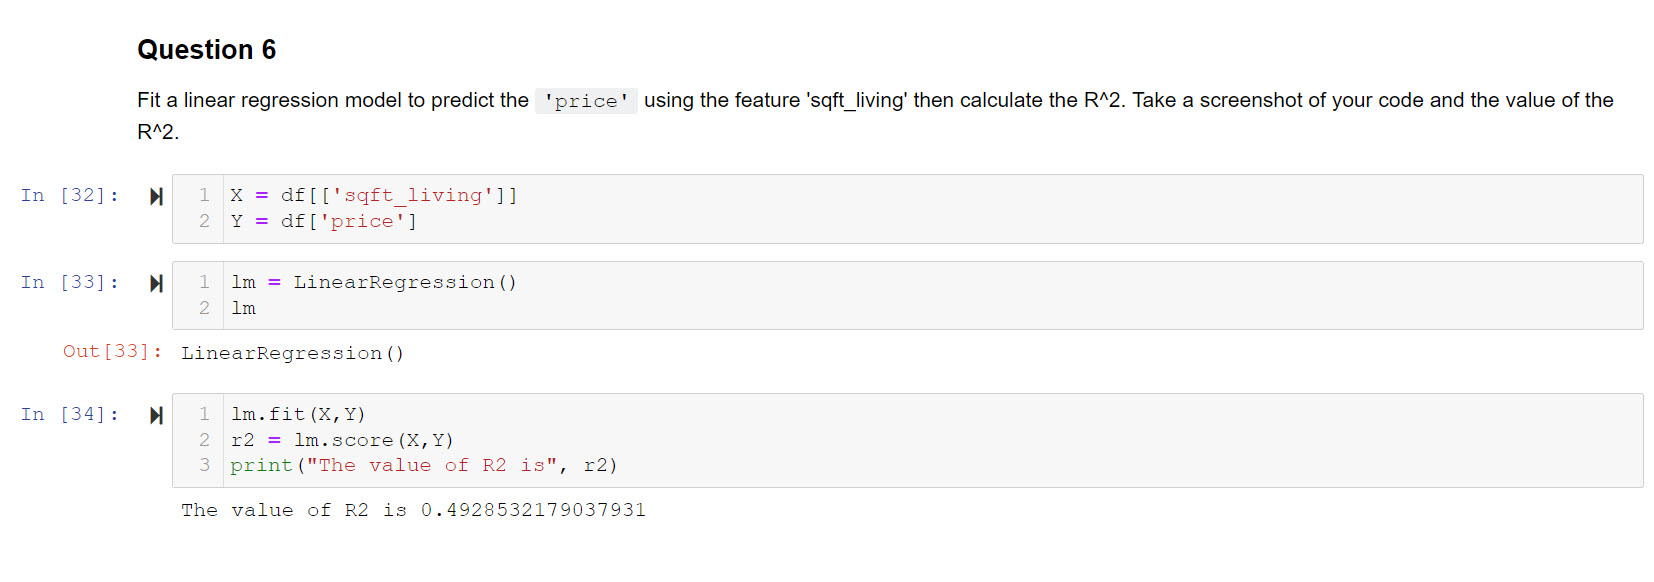 Question 6
Fit a linear regression model to predict the 'price' using the feature 'sqft_living' then calculate the R^2. Take a screenshot of your code and the value of the
R^2.
In [32]:
1 X = df[['sqft_living']]
2 Y = df['price']
In [33]:
1 lm = LinearRegression()
2 lm
Out[33]: LinearRegression()
In [34]:
1 lm.fit(X,Y)
2 r2 = lm.score(X,Y)
3 print("The value of R2 is", r2)
The value of R2 is 0.4928532179037931